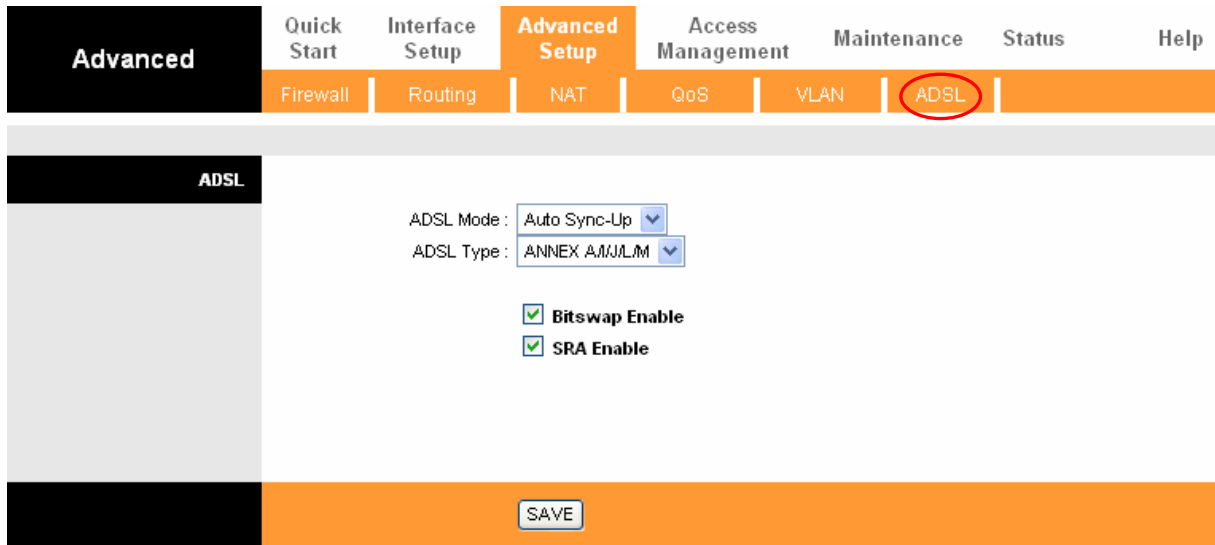 Advanced
Quick Start
Interface Setup
Advanced Setup
Access Management
Maintenance
Status
Help
Firewall
Routing
NAT
QoS
VLAN
ADSL
ADSL
ADSL Mode : Auto Sync-Up
ADSL Type : ANNEX A/I/J/L/M
Bitswap Enable
SRA Enable
SAVE